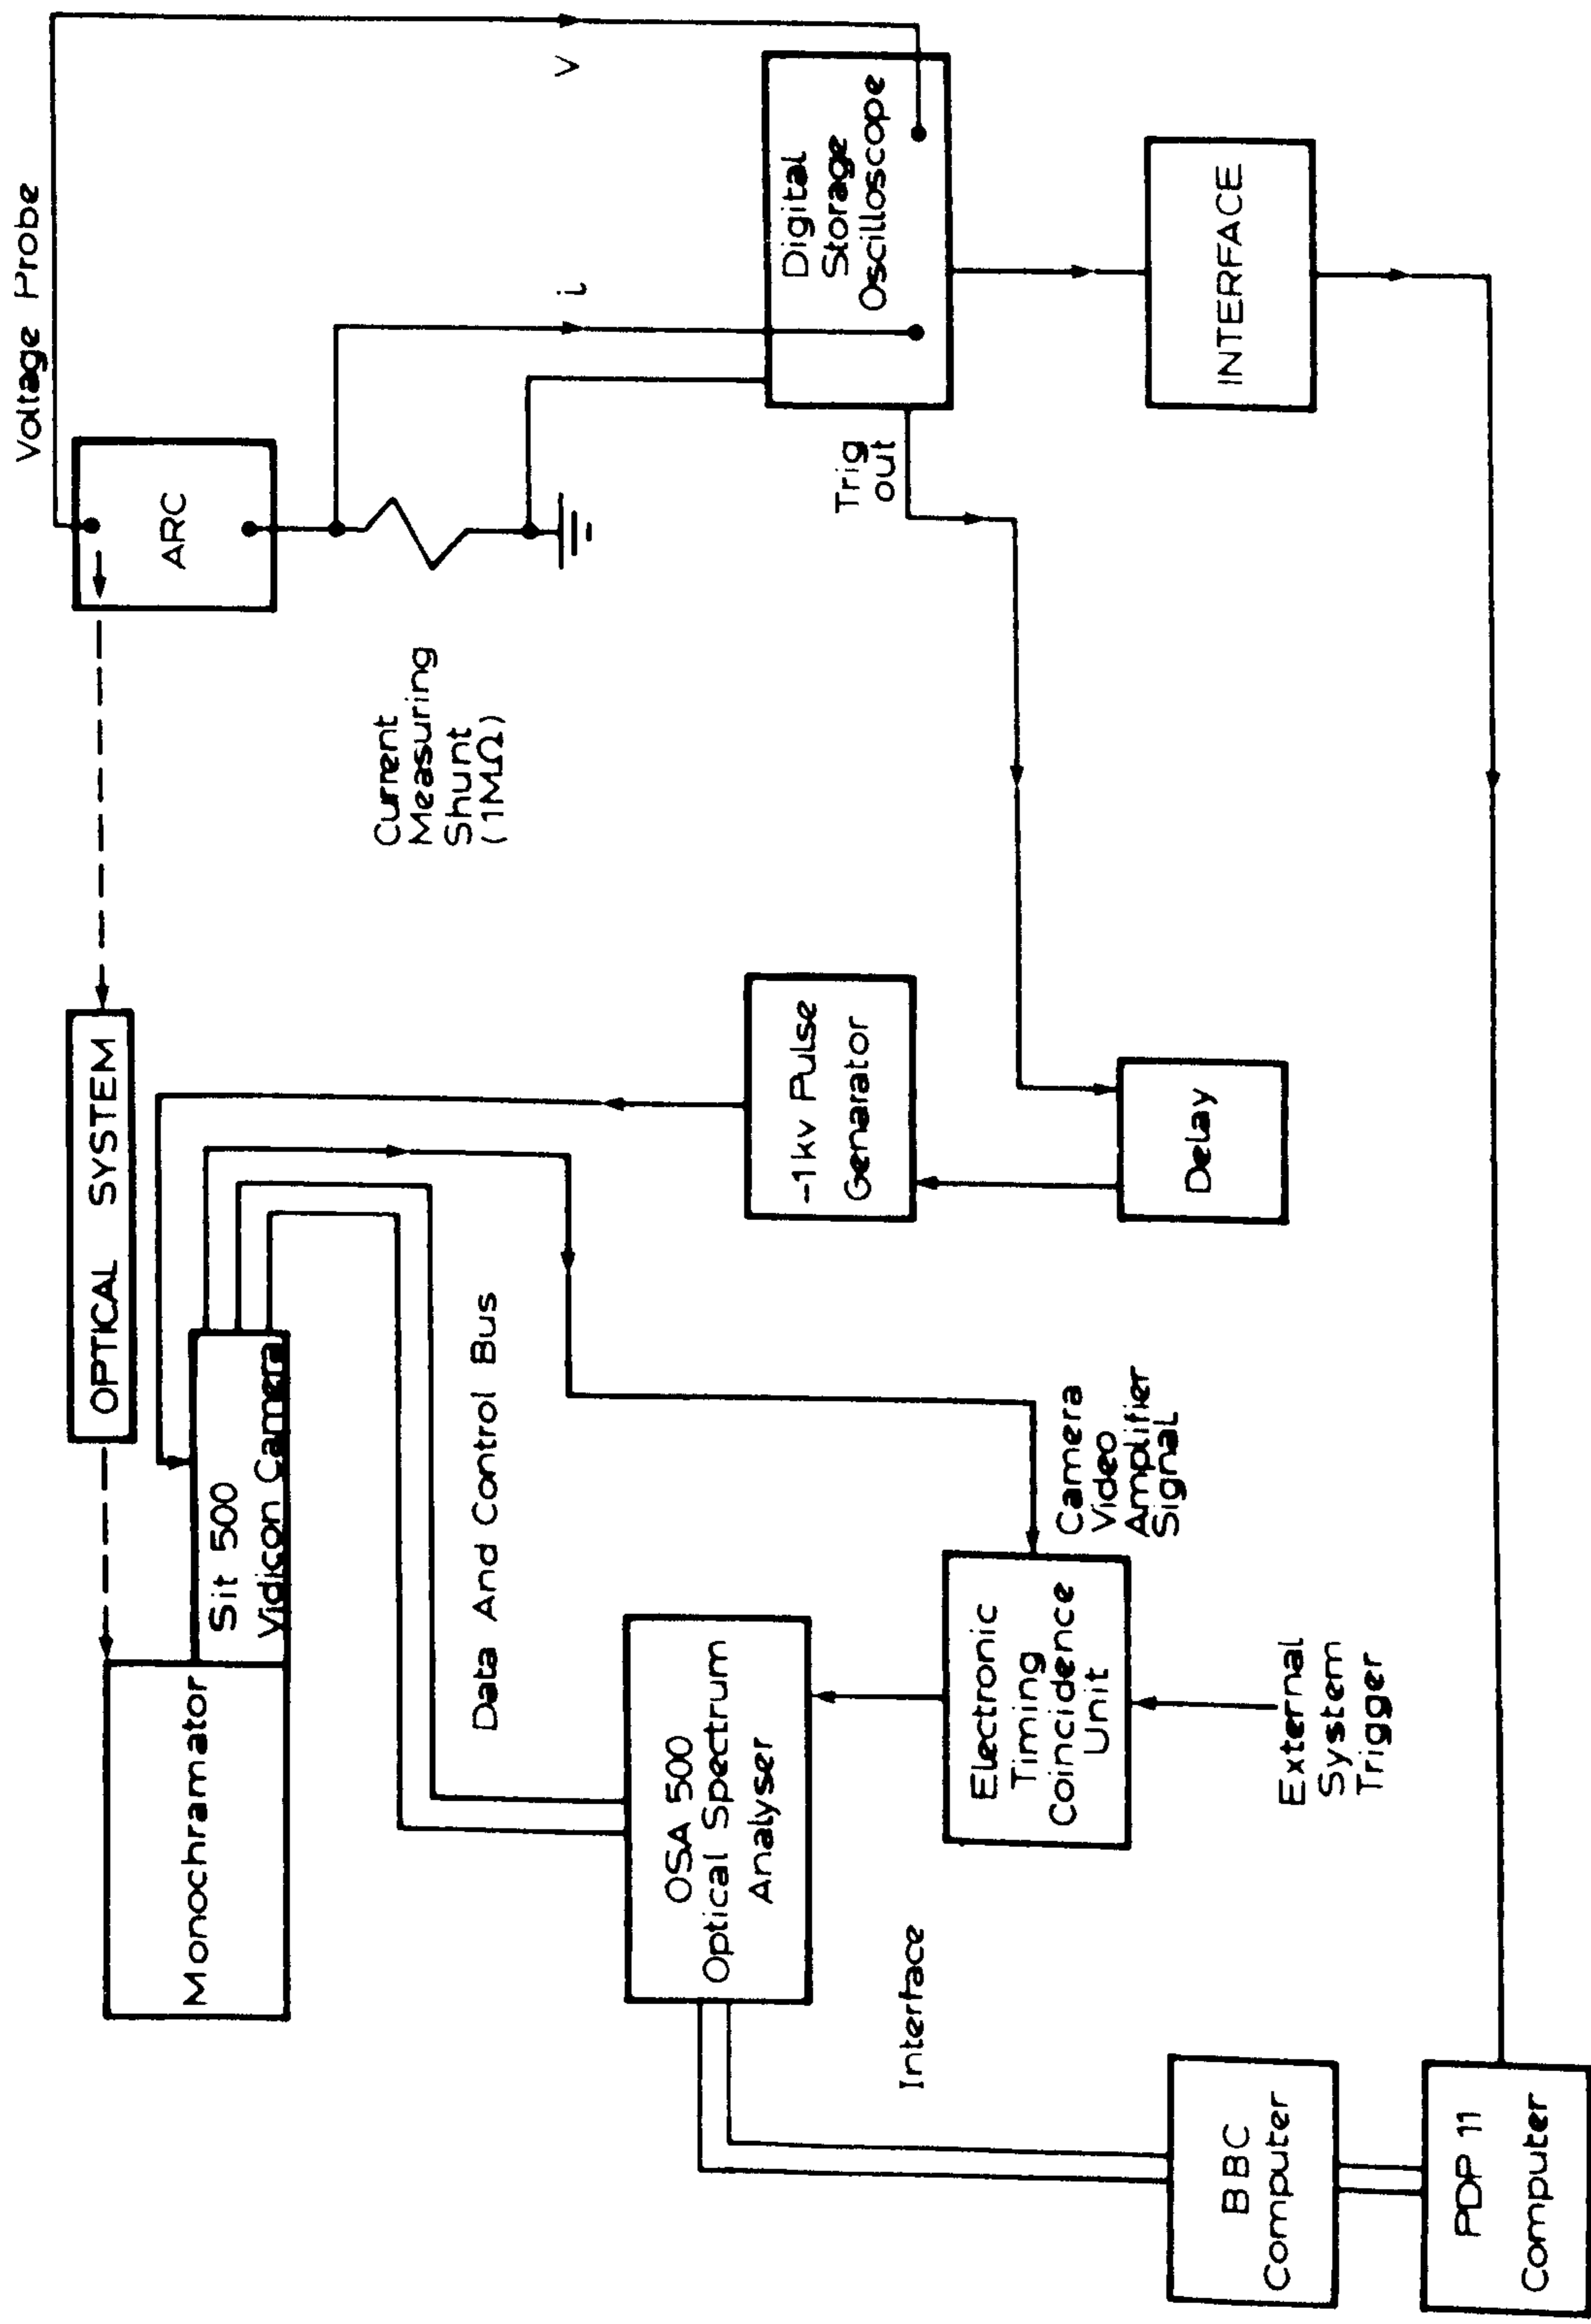 Voltage Probe
ARC
V
i
Digital
Storage
Oscilloscope
INTERFACE
Trig
out
Current
Measuring
Shunt
(1MΩ)
OPTICAL SYSTEM
-1kv Pulse
Genarator
Delay
Monochramator
Sit 500
Vidicon Camera
Data And Control Bus
Camera
Video
Amplifier
Signal
OSA 500
Optical Spectrum
Analyser
Electronic
Timing
Coincidence
Unit
External
System
Trigger
Interface
BBC
Computer
PDP 11
Computer